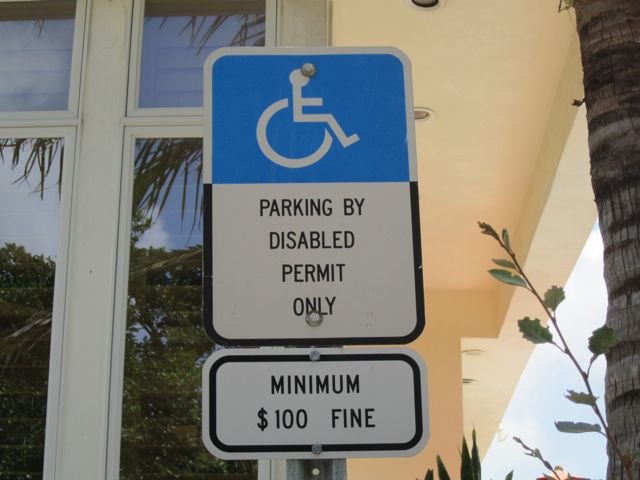 PARKING BY
DISABLED
PERMIT
ONLY
MINIMUM
$100 FINE